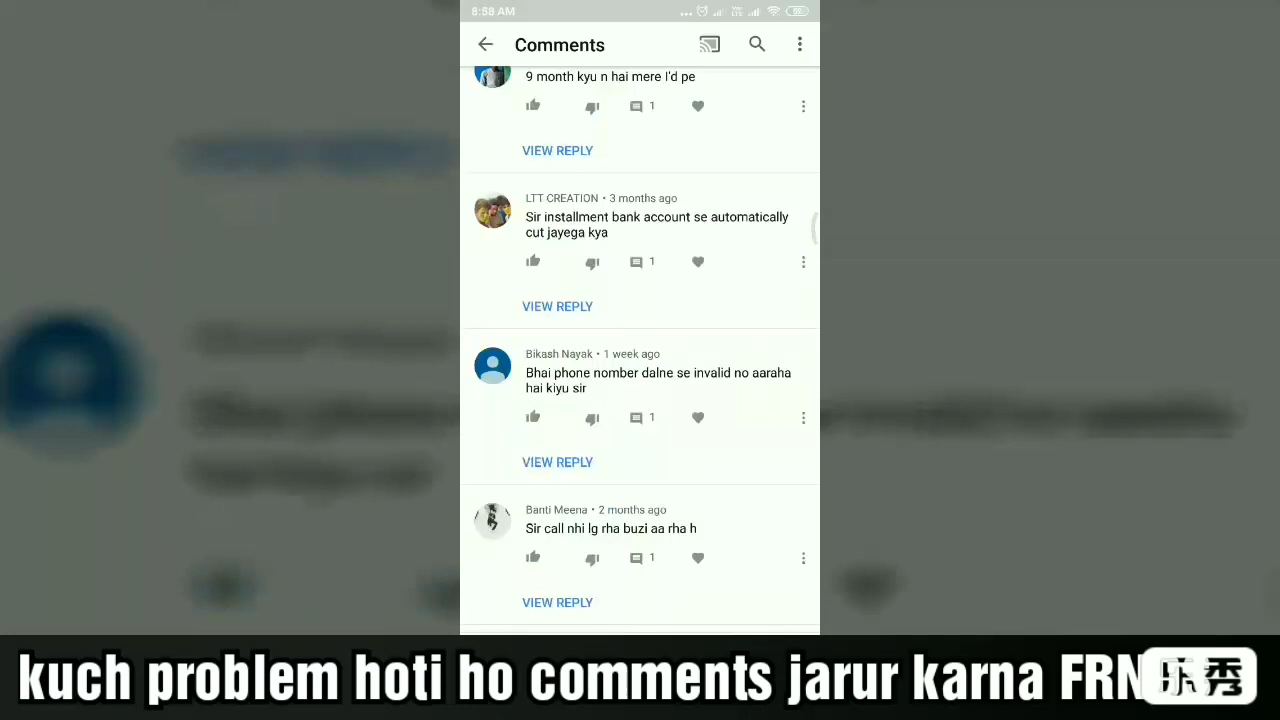 8:58 AM
Comments
9 month kyu n hai mere I'd pe
1
VIEW REPLY
LTT CREATION • 3 months ago
Sir installment bank account se automatically
cut jayega kya
1
VIEW REPLY
Bikash Nayak • 1 week ago
Bhai phone nomber dalne se invalid no aaraha
hai kiyu sir
1
VIEW REPLY
Banti Meena • 2 months ago
Sir call nhi lg rha buzi aa rha h
1
VIEW REPLY
kuch problem hoti ho comments jarur karna FRN
乐秀